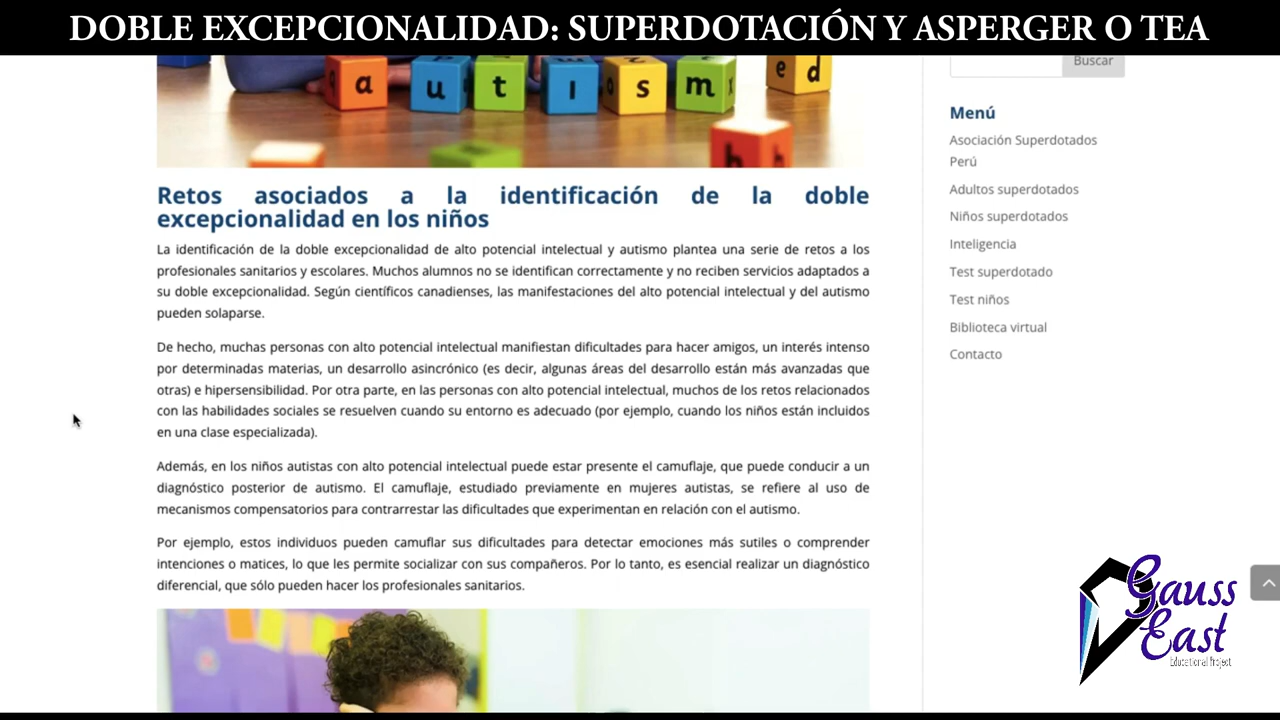 DOBLE EXCEPCIONALIDAD: SUPERDOTACIÓN Y ASPERGER O TEA
a u t i s m
e d
h h
Buscar
Menú
Asociación Superdotados
Perú
Adultos superdotados
Niños superdotados
Inteligencia
Test superdotado
Test niños
Biblioteca virtual
Contacto
Retos asociados a la identificación de la doble
excepcionalidad en los niños
La identificación de la doble excepcionalidad de alto potencial intelectual y autismo plantea una serie de retos a los
profesionales sanitarios y escolares. Muchos alumnos no se identifican correctamente y no reciben servicios adaptados a
su doble excepcionalidad. Según científicos canadienses, las manifestaciones del alto potencial intelectual y del autismo
pueden solaparse.
De hecho, muchas personas con alto potencial intelectual manifiestan dificultades para hacer amigos, un interés intenso
por determinadas materias, un desarrollo asincrónico (es decir, algunas áreas del desarrollo están más avanzadas que
otras) e hipersensibilidad. Por otra parte, en las personas con alto potencial intelectual, muchos de los retos relacionados
con las habilidades sociales se resuelven cuando su entorno es adecuado (por ejemplo, cuando los niños están incluidos
en una clase especializada).
Además, en los niños autistas con alto potencial intelectual puede estar presente el camuflaje, que puede conducir a un
diagnóstico posterior de autismo. El camuflaje, estudiado previamente en mujeres autistas, se refiere al uso de
mecanismos compensatorios para contrarrestar las dificultades que experimentan en relación con el autismo.
Por ejemplo, estos individuos pueden camuflar sus dificultades para detectar emociones más sutiles o comprender
intenciones o matices, lo que les permite socializar con sus compañeros. Por lo tanto, es esencial realizar un diagnóstico
diferencial, que sólo pueden hacer los profesionales sanitarios.
Gauss
East
Educational Project